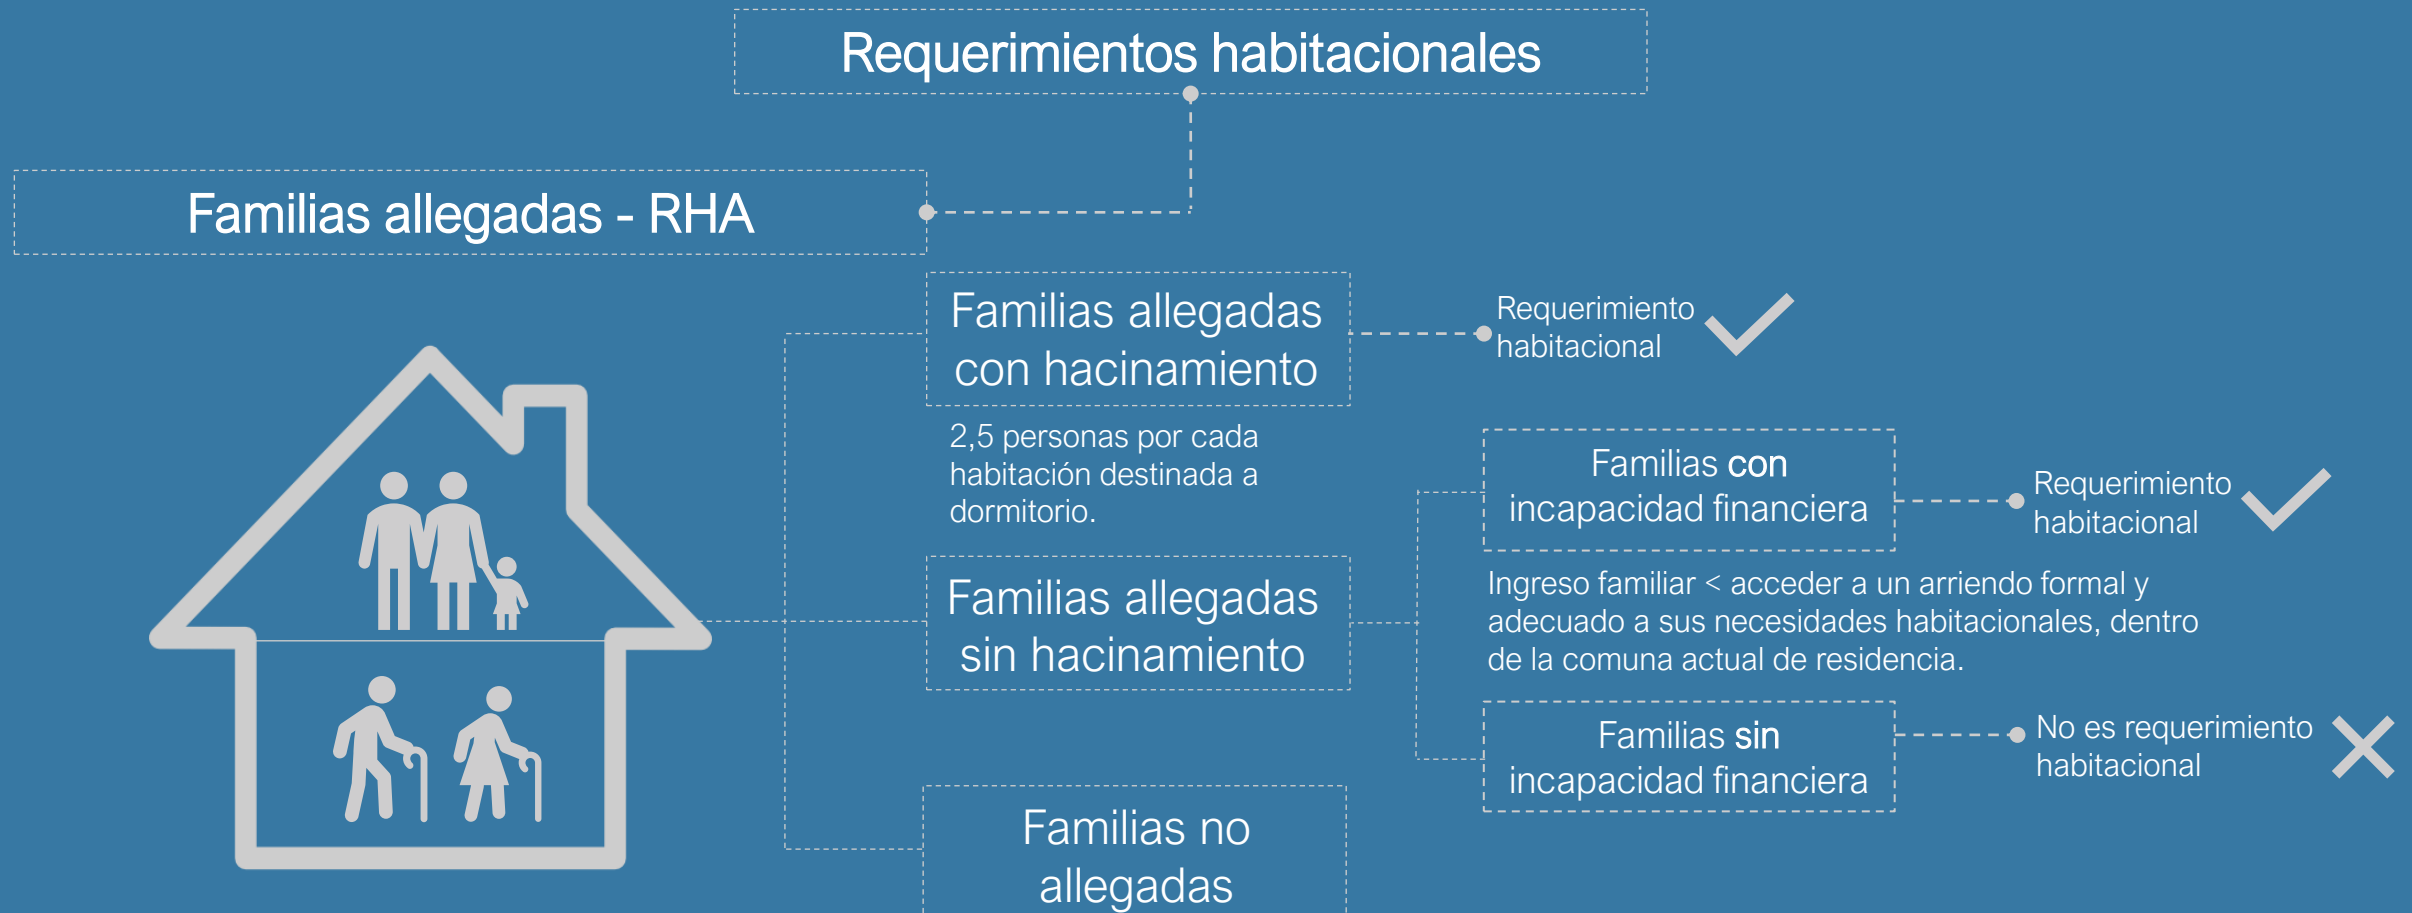 Requerimientos habitacionales
Familias allegadas - RHA
Familias allegadas
con hacinamiento
Requerimiento
habitacional
2,5 personas por cada
habitación destinada a
dormitorio.
Familias allegadas
sin hacinamiento
Familias con
incapacidad financiera
Requerimiento
habitacional
Ingreso familiar < acceder a un arriendo formal y
adecuado a sus necesidades habitacionales, dentro
de la comuna actual de residencia.
Familias sin
incapacidad financiera
No es requerimiento
habitacional
Familias no
allegadas